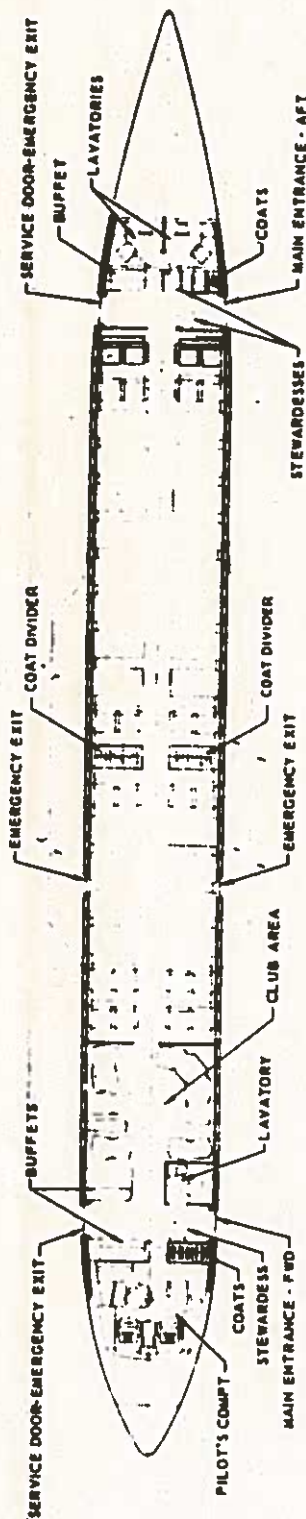 SERVICE DOOR-EMERGENCY EXIT
BUFFETS
EMERGENCY EXIT
COAT DIVIDER
SERVICE DOOR-EMERGENCY EXIT
BUFFET
LAVATORIES
PILOT'S COMPT
COATS
STEWARDESS
MAIN ENTRANCE - FWD
LAVATORY
CLUB AREA
EMERGENCY EXIT
COAT DIVIDER
STEWARDESSES
MAIN ENTRANCE - AFT
COATS